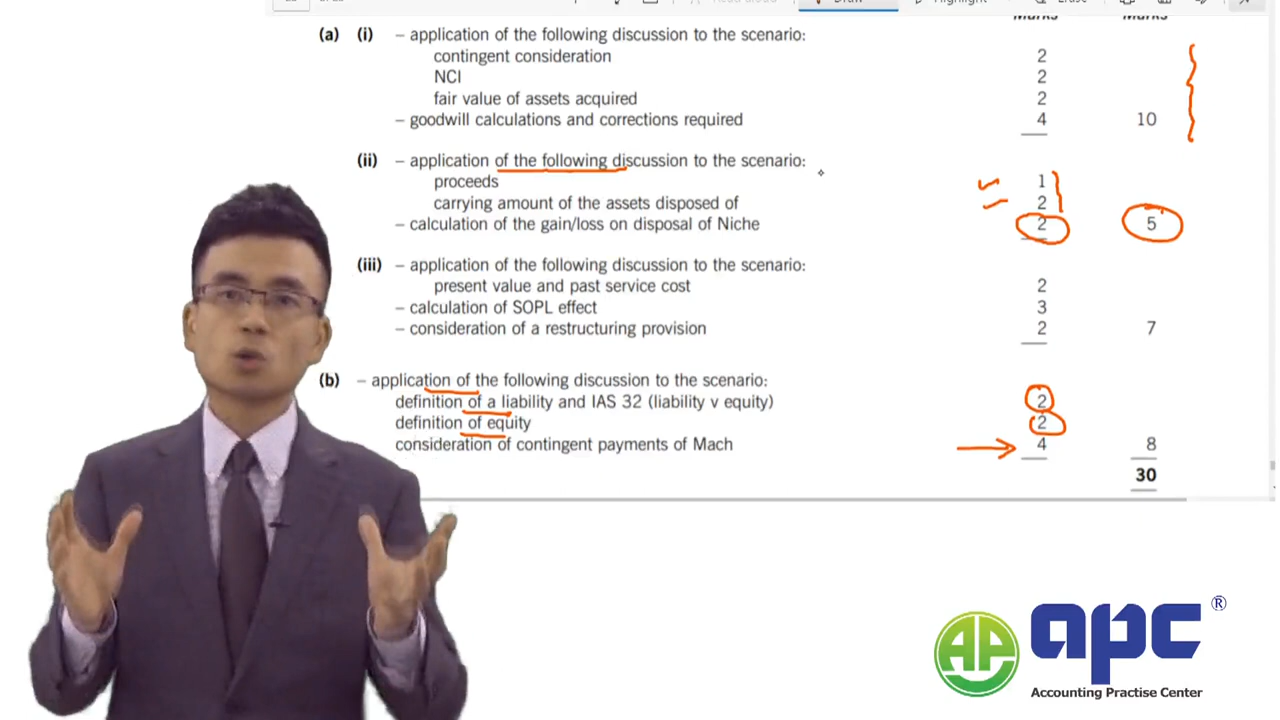 Read aloud Draw Highlight Erase
Marks Marks
(a) (i) – application of the following discussion to the scenario:
contingent consideration 2
NCI 2
fair value of assets acquired 2
– goodwill calculations and corrections required 4 10
(ii) – application of the following discussion to the scenario:
proceeds 1
carrying amount of the assets disposed of 2
– calculation of the gain/loss on disposal of Niche 2 5
(iii) – application of the following discussion to the scenario:
present value and past service cost 2
– calculation of SOPL effect 3
– consideration of a restructuring provision 2 7
(b) – application of the following discussion to the scenario:
definition of a liability and IAS 32 (liability v equity) 2
definition of equity 2
consideration of contingent payments of Mach 4 8
30
AP apc ®
Accounting Practise Center